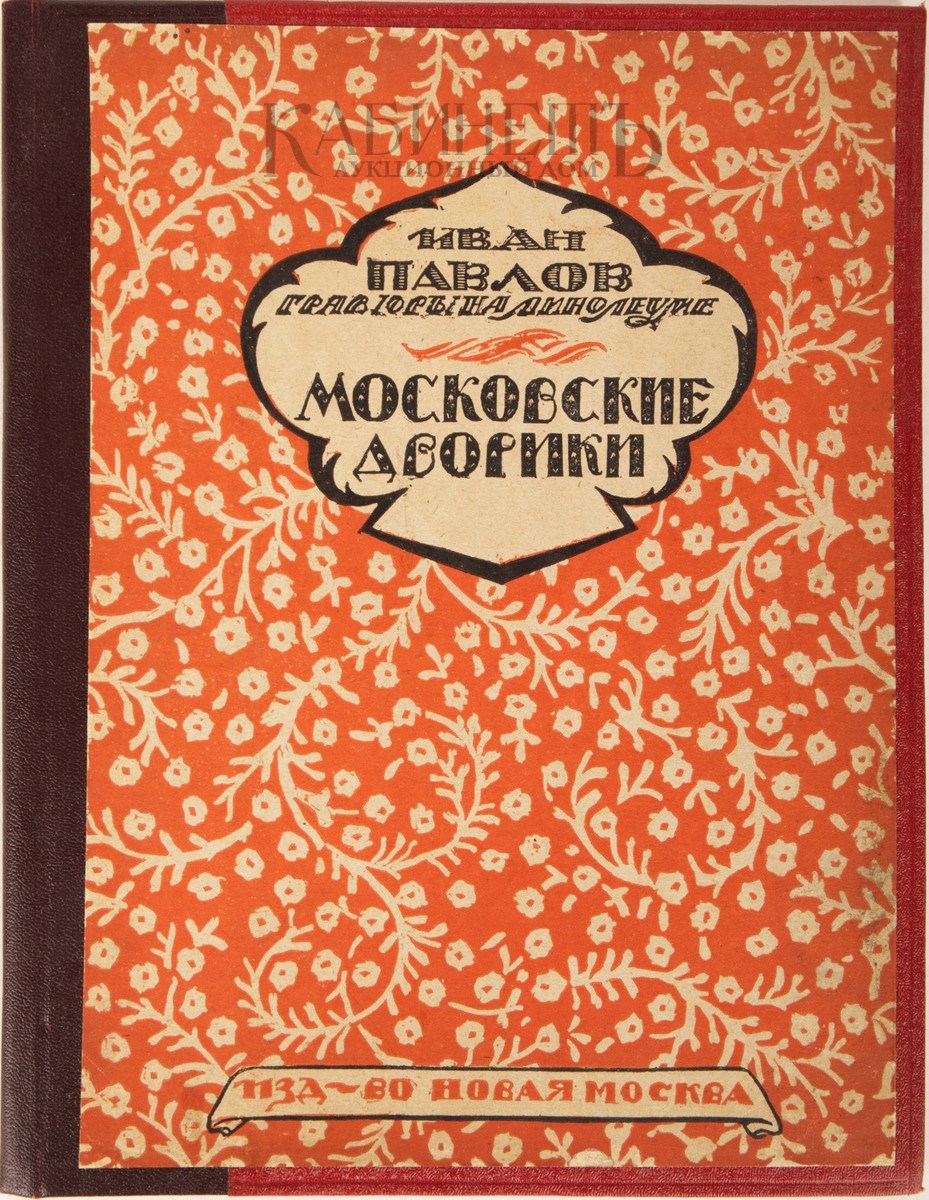 КАБИНЕТЪ
АУКЦИОННЫЙ ДОМ
ИВАН
ПАВЛОВ
ГРАВЮРЫ НА ЛИНОЛЕУМЕ
МОСКОВСКИЕ
ДВОРИКИ
ИЗД-ВО НОВАЯ МОСКВА